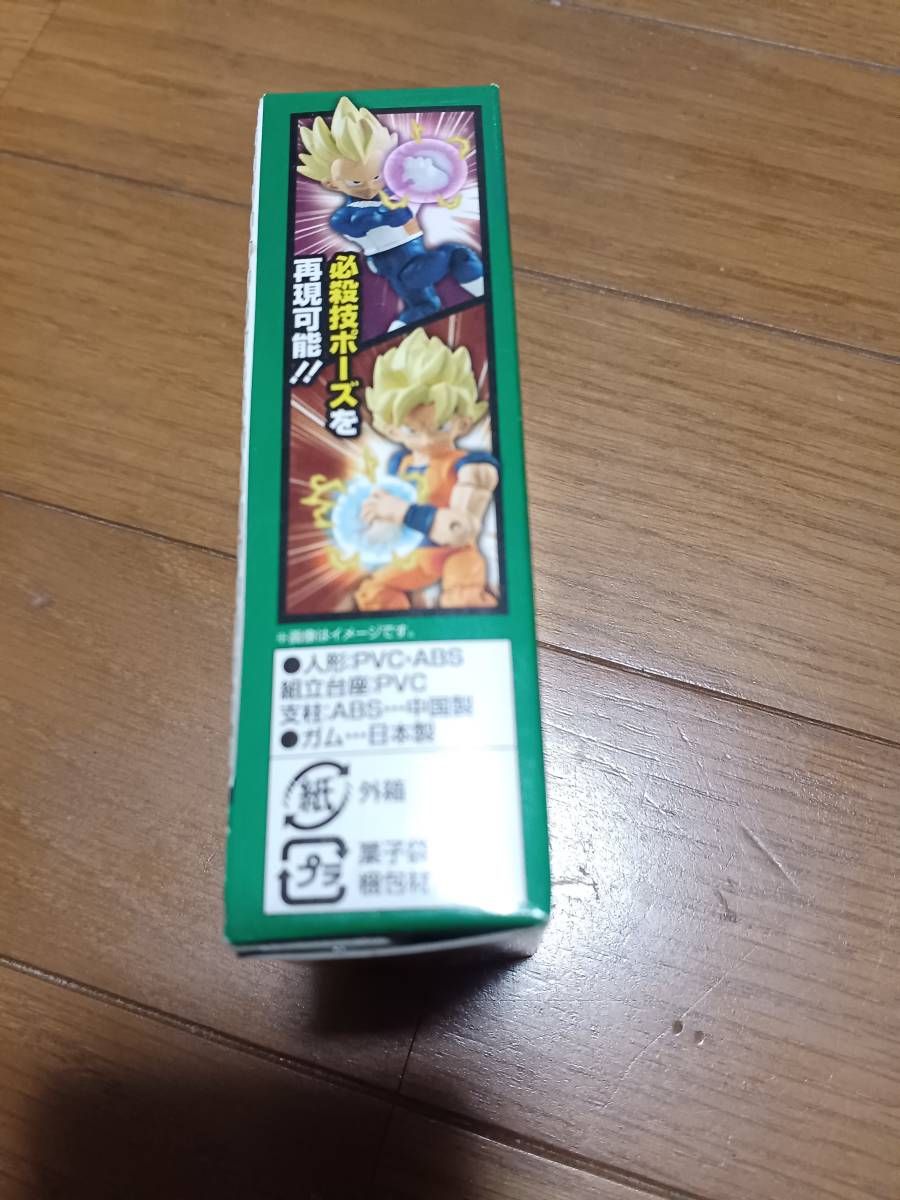 必殺技ポーズを
再現可能!!
※画像はイメージです。
●人形:PVC・ABS
組立台座:PVC
支柱:ABS…中国製
●ガム…日本製
紙 外箱
プラ 菓子袋
梱包材